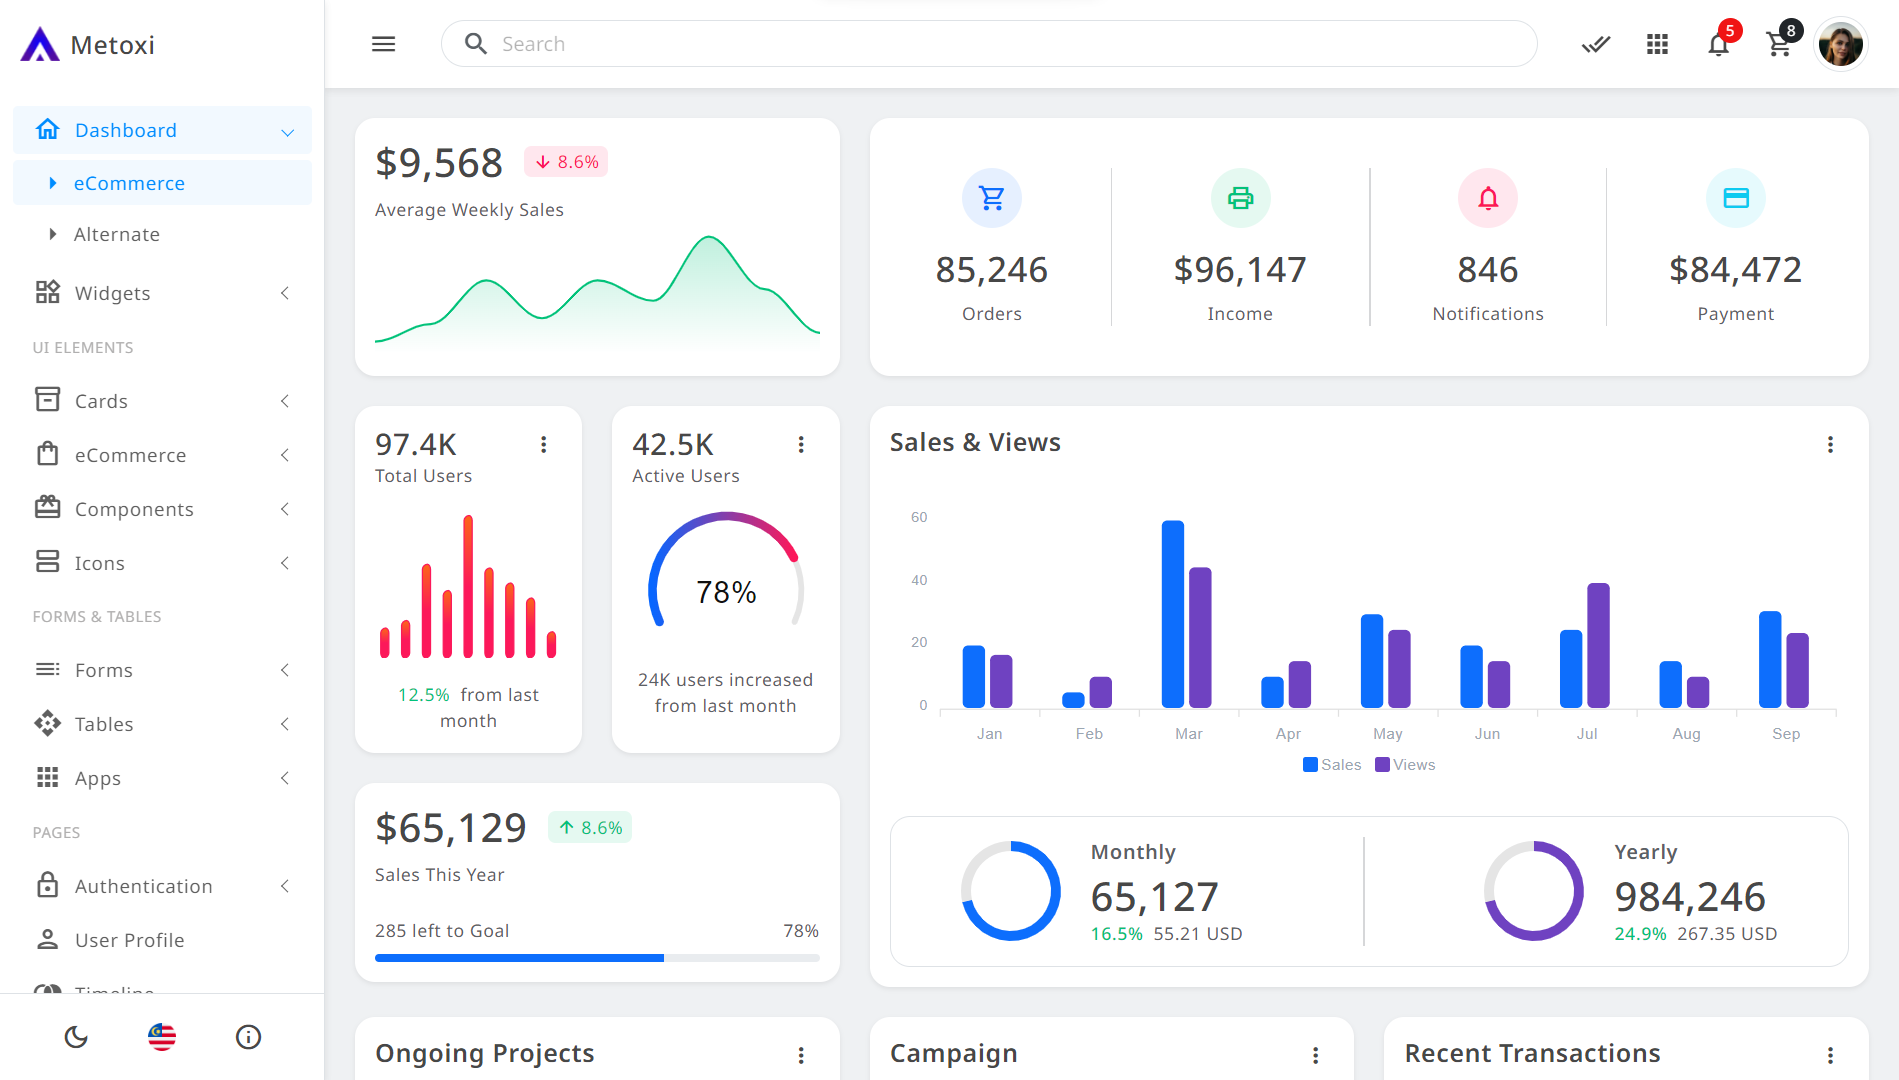 Metoxi
Search
5
8
Dashboard
eCommerce
Alternate
Widgets
UI ELEMENTS
Cards
eCommerce
Components
Icons
FORMS & TABLES
Forms
Tables
Apps
PAGES
Authentication
User Profile
Timeline
$9,568
8.6%
Average Weekly Sales
85,246
Orders
$96,147
Income
846
Notifications
$84,472
Payment
97.4K
Total Users
12.5% from last
month
42.5K
Active Users
78%
24K users increased
from last month
Sales & Views
60
40
20
0
Jan Feb Mar Apr May Jun Jul Aug Sep
Sales Views
$65,129
8.6%
Sales This Year
285 left to Goal 78%
Monthly
65,127
16.5% 55.21 USD
Yearly
984,246
24.9% 267.35 USD
Ongoing Projects
Campaign
Recent Transactions